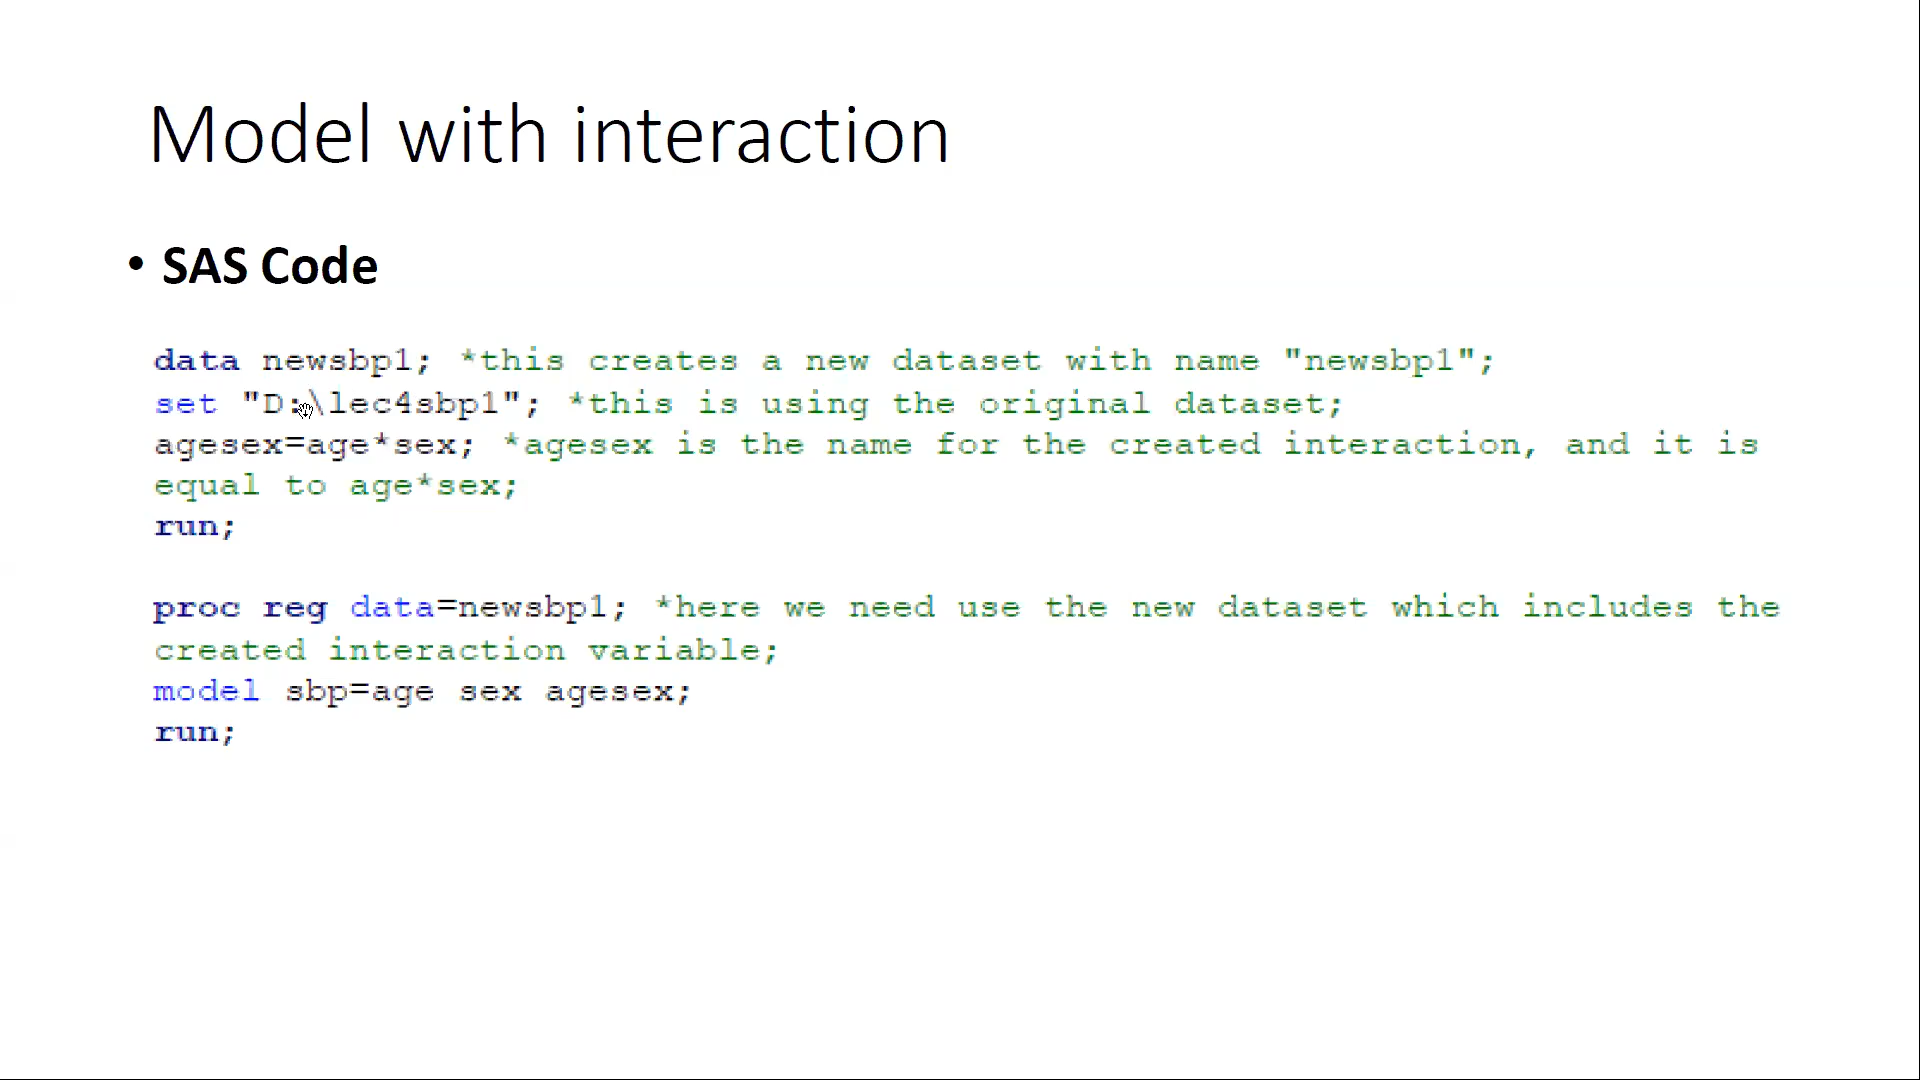 Model with interaction
• SAS Code
data newsbp1; *this creates a new dataset with name "newsbp1";
set "D:\lec4sbp1"; *this is using the original dataset;
agesex=age*sex; *agesex is the name for the created interaction, and it is
equal to age*sex;
run;
proc reg data=newsbp1; *here we need use the new dataset which includes the
created interaction variable;
model sbp=age sex agesex;
run;